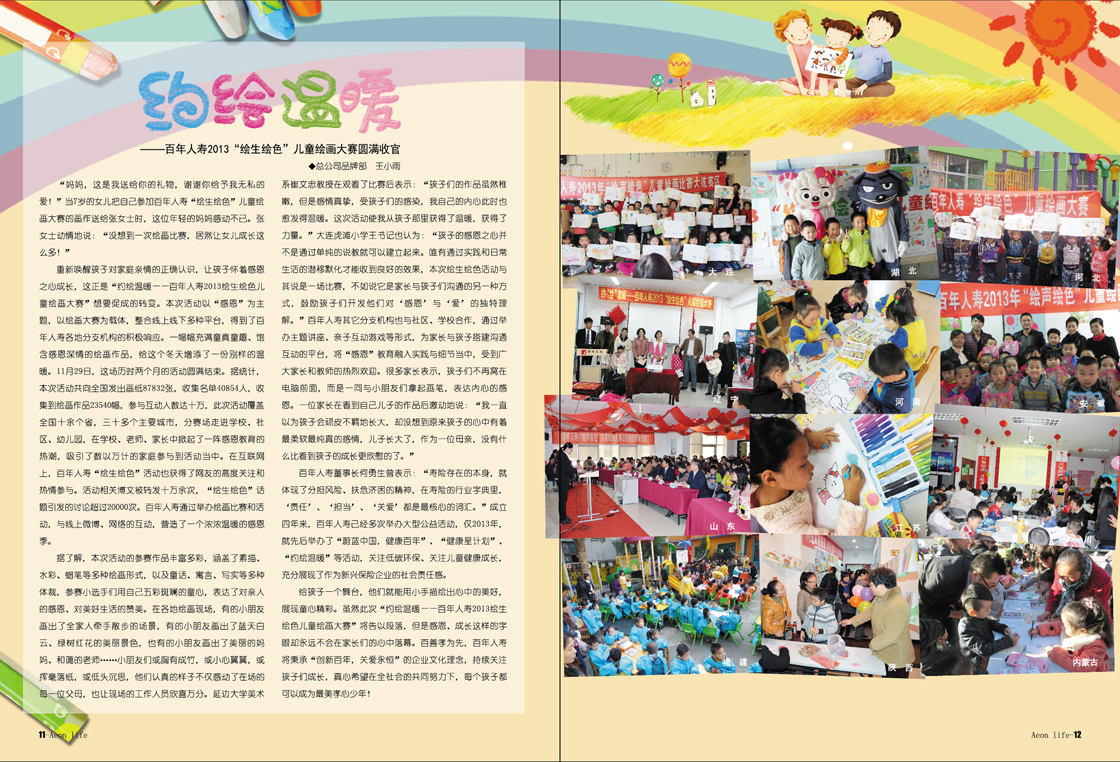 约绘温暖
——百年人寿2013“绘生绘色”儿童绘画大赛圆满收官
◆总公司品牌部　王小雨
“妈妈，这是我送给你的礼物，谢谢你给予我无私的
爱！”当7岁的女儿把自己参加百年人寿“绘生绘色”儿童绘
画大赛的画作送给张女士时，这位年轻的妈妈感动不已。张
女士动情地说：“没想到一次绘画比赛，居然让女儿成长这
么多！”
重新唤醒孩子对家庭亲情的正确认识，让孩子怀着感恩
之心成长，这正是“约绘温暖——百年人寿2013绘生绘色儿
童绘画大赛”想要促成的转变。本次活动以“感恩”为主
题，以绘画大赛为载体，整合线上线下多种平台，得到了百
年人寿各地分支机构的积极响应。一幅幅充满童真童趣、饱
含感恩深情的绘画作品，给这个冬天增添了一份别样的温
暖。11月29日，这场历时两个月的活动圆满结束。据统计，
本次活动共向全国发出画纸87832张，收集名单40854人，收
集到绘画作品23540幅，参与互动人数达十万，此次活动覆盖
全国十余个省，三十多个主要城市，分赛场走进学校、社
区、幼儿园，在学校、老师、家长中掀起了一阵感恩教育的
热潮，吸引了数以万计的家庭参与到活动当中。在互联网
上，百年人寿“绘生绘色”活动也获得了网友的高度关注和
热情参与。活动相关博文被转发十万余次，“绘生绘色”话
题引发的讨论超过20000次。百年人寿通过举办绘画比赛和活
动，与线上微博、网络的互动，营造了一个浓浓温暖的感恩
季。
据了解，本次活动的参赛作品丰富多彩，涵盖了素描、
水彩、蜡笔等多种绘画形式，以及童话、寓言、写实等多种
体裁，参赛小选手们用自己五彩斑斓的童心，表达了对亲人
的感恩、对美好生活的赞美。在各地绘画现场，有的小朋友
画出了全家人牵手散步的场景，有的小朋友画出了蓝天白
云、绿树红花的美丽景色，也有的小朋友画出了美丽的妈
妈、和蔼的老师……小朋友们或胸有成竹，或小心翼翼，或
挥毫落纸，或低头沉思，他们认真的样子不仅感动了在场的
每一位父母，也让现场的工作人员欣喜万分。延边大学美术
系崔文忠教授在观看了比赛后表示：“孩子们的作品虽然稚
嫩，但是感情真挚，受孩子们的感染，我自己的内心此时也
愈发得温暖。这次活动使我从孩子那里获得了温暖，获得了
力量。”大连虎滩小学王书记也认为：“孩子的感恩之心并
不是通过单纯的说教就可以建立起来。唯有通过实践和日常
生活的潜移默化才能收到良好的效果，本次绘生绘色活动与
其说是一场比赛，不如说它是家长与孩子们沟通的另一种方
式，鼓励孩子们开发他们对‘感恩’与‘爱’的独特理
解。”百年人寿其它分支机构也与社区、学校合作，通过举
办主题讲座、亲子互动游戏等形式，为家长与孩子搭建沟通
互动的平台，将“感恩”教育融入实践与细节当中，受到广
大家长和教师的热烈欢迎。很多家长表示，孩子们不再窝在
电脑前面，而是一同与小朋友们拿起画笔，表达内心的感
恩。一位家长在看到自己儿子的作品后激动地说：“我一直
以为孩子会顽皮不羁地长大，却没想到原来孩子的心中有着
最柔软最纯真的感情，儿子长大了，作为一位母亲，没有什
么比看到孩子的成长更欣慰的了。”
百年人寿董事长何勇生曾表示：“寿险存在的本身，就
体现了分担风险、扶危济困的精神，在寿险的行业字典里，
‘责任’、‘担当’、‘关爱’都是最核心的词汇。”成立
四年来，百年人寿已经多次举办大型公益活动，仅2013年，
就先后举办了“蔚蓝中国，健康百年”、“健康星计划”、
“约绘温暖”等活动，关注低碳环保、关注儿童健康成长，
充分展现了作为新兴保险企业的社会责任感。
给孩子一个舞台，他们就能用小手描绘出心中的美好，
展现童心精彩。虽然此次“约绘温暖——百年人寿2013绘生
绘色儿童绘画大赛”将告以段落，但是感恩、成长这样的字
眼却永远不会在家长们的心中落幕。百善孝为先，百年人寿
将秉承“创新百年，关爱永恒”的企业文化理念，持续关注
孩子们成长，真心希望在全社会的共同努力下，每个孩子都
可以成为最美孝心少年！
11-Aeon life
人寿2013年“绘声绘色”儿童绘画比赛大连赛区
大连
湖北
百年人寿“绘生绘色”儿童绘画大赛
河北
辽宁
河南
百年人寿2013年“绘声绘色”儿童绘
安徽
山东
江苏
四川
福建
陕西
内蒙古
Aeon life-12